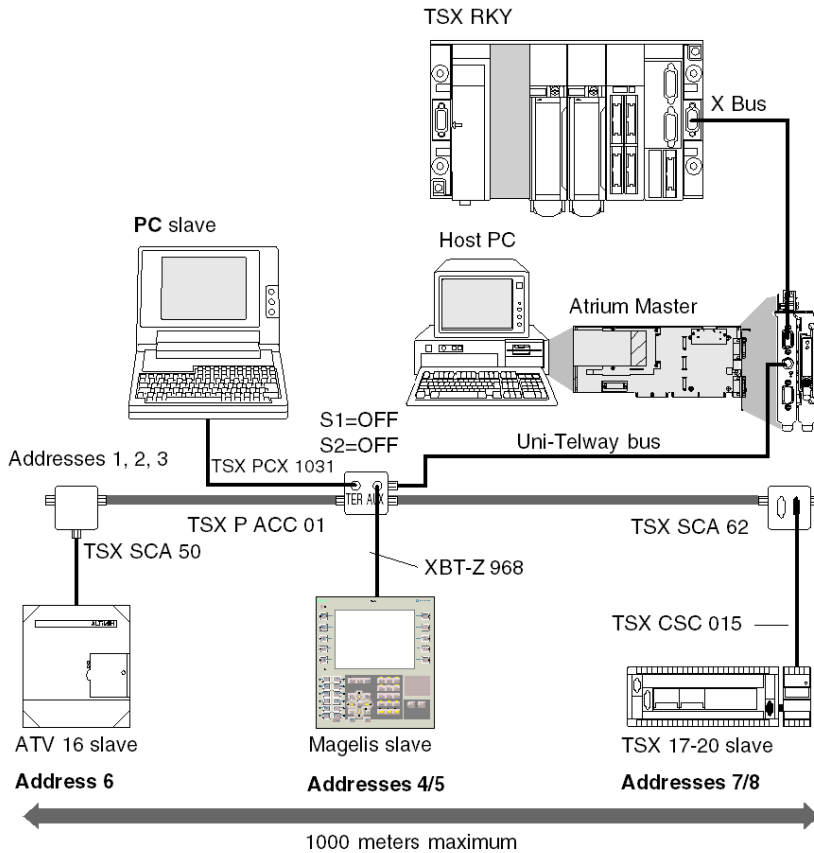 TSX RKY
X Bus
PC slave
Host PC
Atrium Master
S1=OFF
S2=OFF
Uni-Telway bus
Addresses 1, 2, 3
TSX PCX 1031
TER AUX
TSX P ACC 01
TSX SCA 62
TSX SCA 50
XBT-Z 968
TSX CSC 015
ATV 16 slave
Magelis slave
TSX 17-20 slave
Address 6
Addresses 4/5
Addresses 7/8
1000 meters maximum